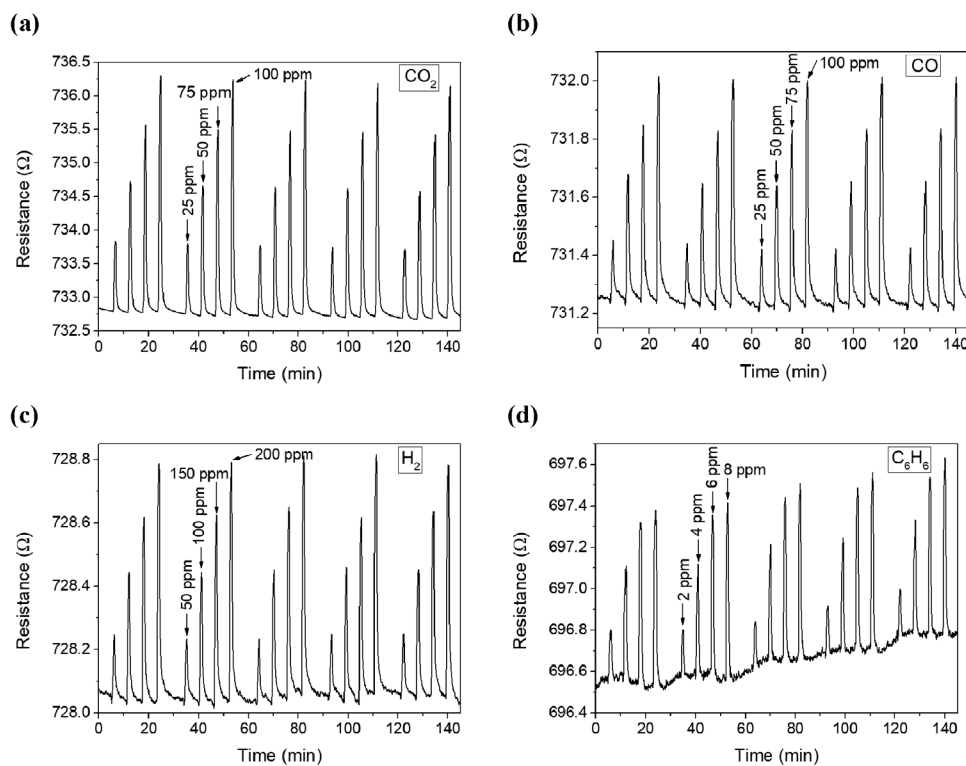 (a)
CO2
736.5
736.0
735.5
735.0
734.5
734.0
733.5
733.0
732.5
Resistance (Ω)
25 ppm
50 ppm
75 ppm
100 ppm
0 20 40 60 80 100 120 140
Time (min)
(b)
CO
732.0
731.8
731.6
731.4
731.2
Resistance (Ω)
25 ppm
50 ppm
75 ppm
100 ppm
0 20 40 60 80 100 120 140
Time (min)
(c)
H2
728.8
728.6
728.4
728.2
728.0
Resistance (Ω)
50 ppm
100 ppm
150 ppm
200 ppm
0 20 40 60 80 100 120 140
Time (min)
(d)
C6H6
697.6
697.4
697.2
697.0
696.8
696.6
696.4
Resistance (Ω)
2 ppm
4 ppm
6 ppm
8 ppm
0 20 40 60 80 100 120 140
Time (min)